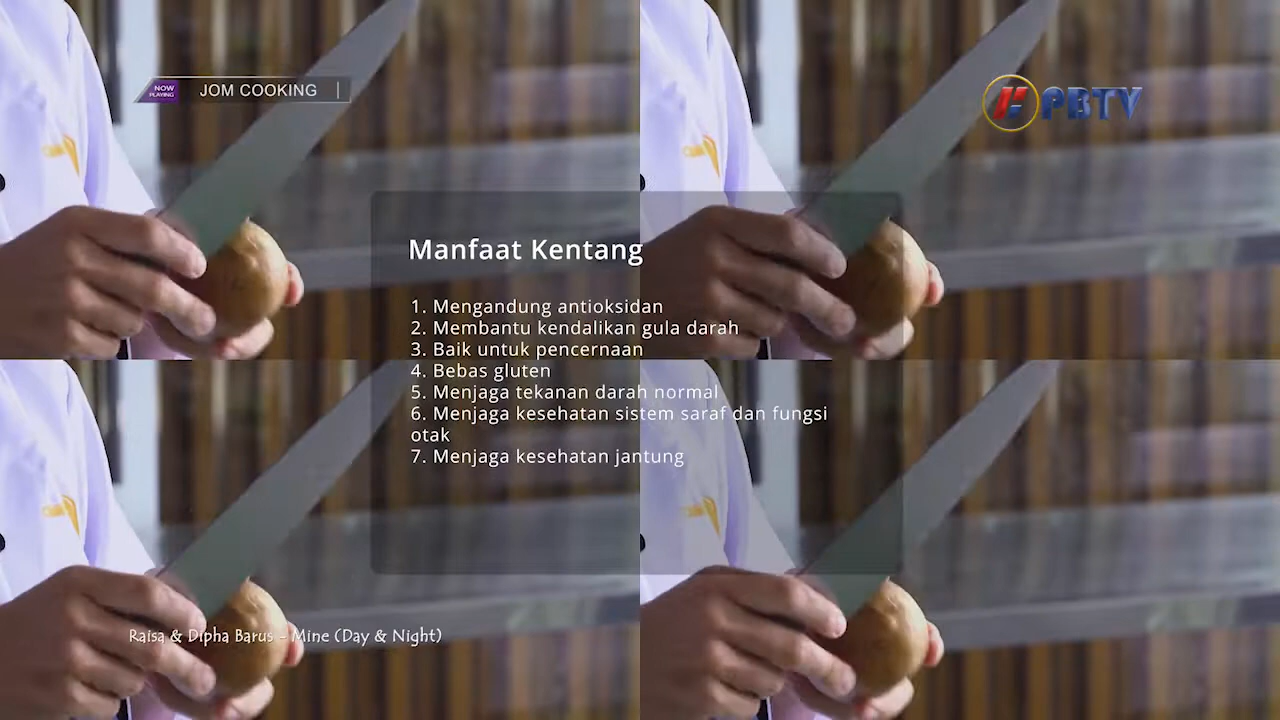 NOW
PLAYING
JOM COOKING
PBTV
Manfaat Kentang
1. Mengandung antioksidan
2. Membantu kendalikan gula darah
3. Baik untuk pencernaan
4. Bebas gluten
5. Menjaga tekanan darah normal
6. Menjaga kesehatan sistem saraf dan fungsi
otak
7. Menjaga kesehatan jantung
Raisa & Dipha Barus - Mine (Day & Night)